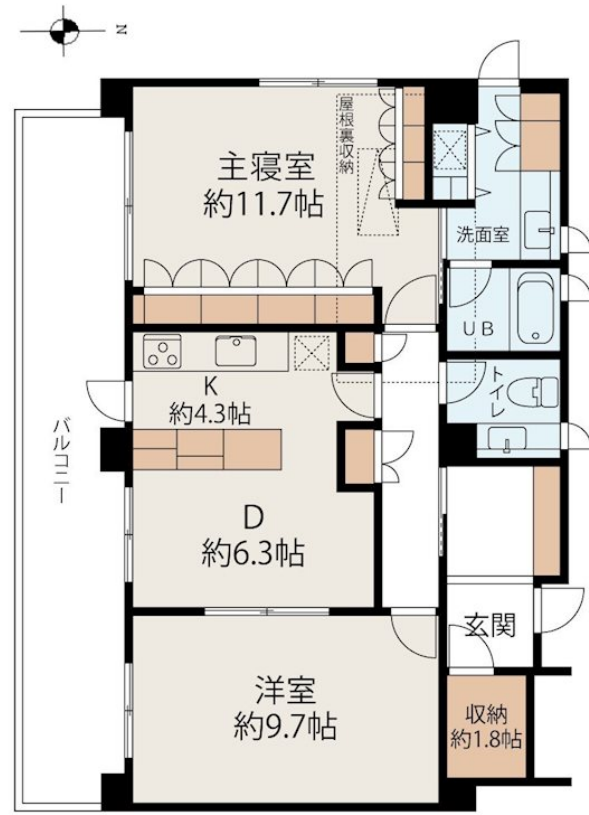 N
主寝室
約11.7帖
屋根裏収納
洗面室
UB
トイレ
K
約4.3帖
バルコニー
D
約6.3帖
玄関
洋室
約9.7帖
収納
約1.8帖